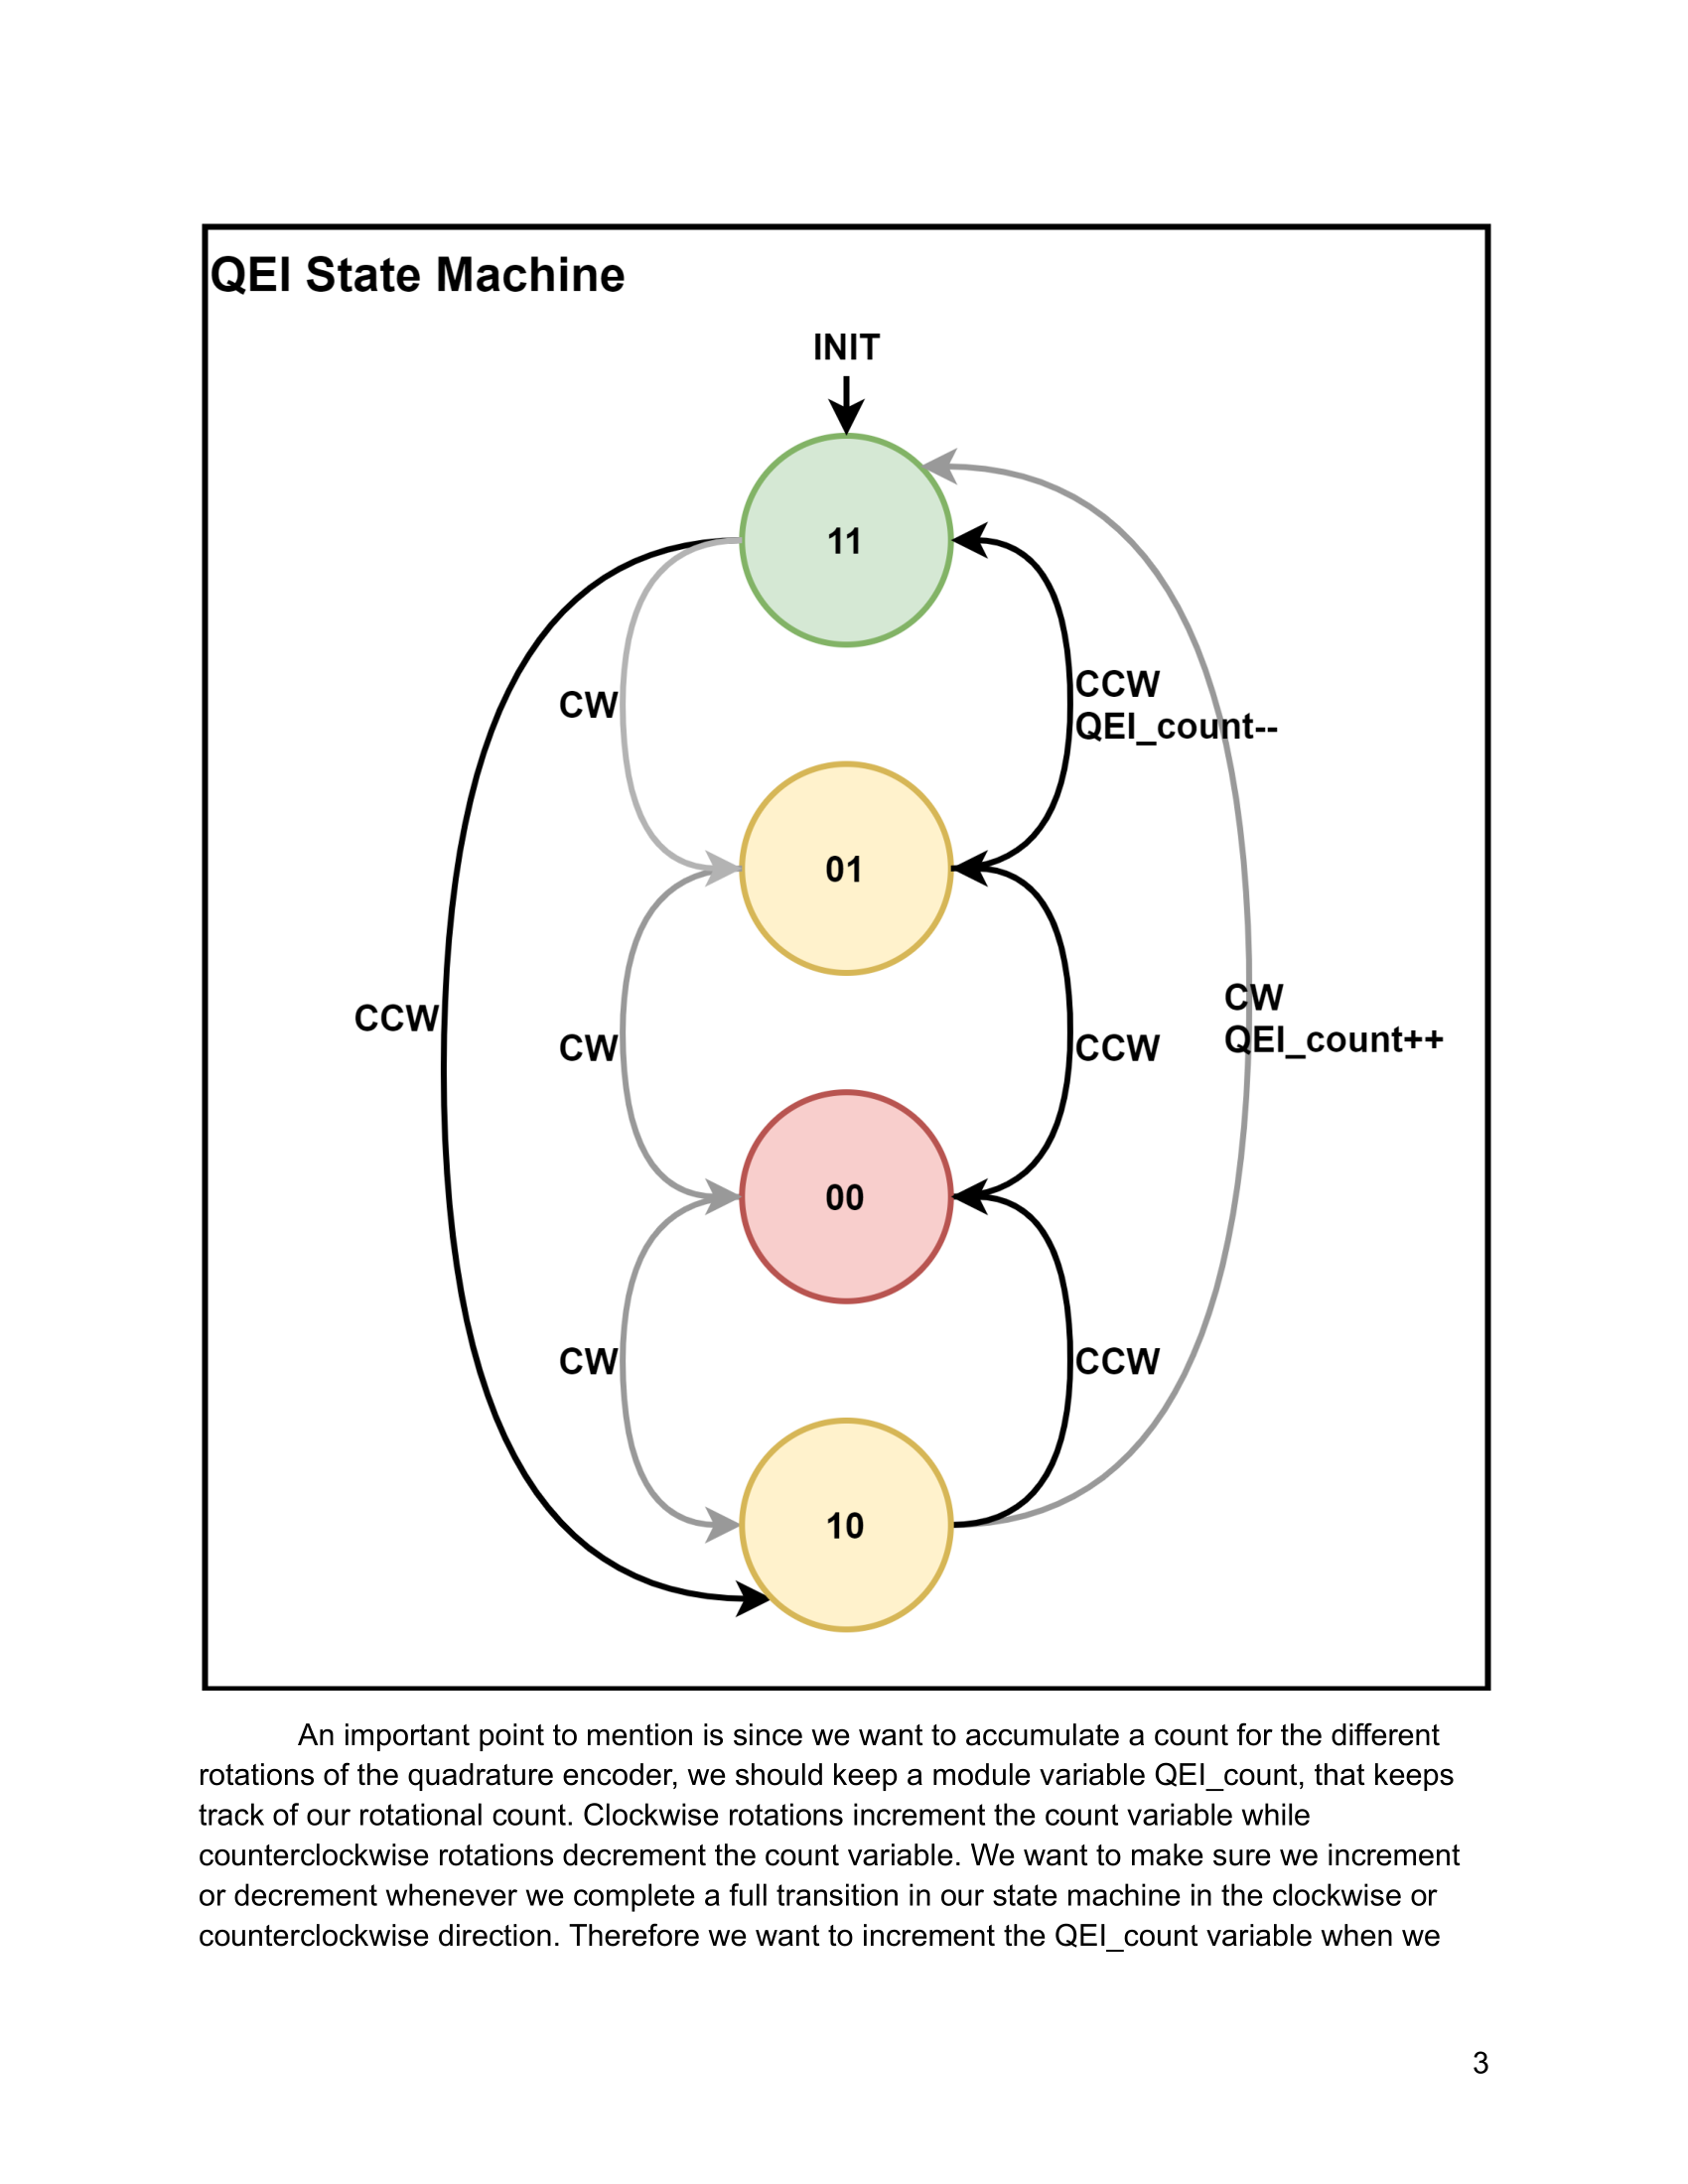 QEI State Machine
INIT
11
CW
CCW
QEI_count--
01
CCW
CW
CCW
CW
QEI_count++
00
CW
CCW
10
An important point to mention is since we want to accumulate a count for the different
rotations of the quadrature encoder, we should keep a module variable QEI_count, that keeps
track of our rotational count. Clockwise rotations increment the count variable while
counterclockwise rotations decrement the count variable. We want to make sure we increment
or decrement whenever we complete a full transition in our state machine in the clockwise or
counterclockwise direction. Therefore we want to increment the QEI_count variable when we
3